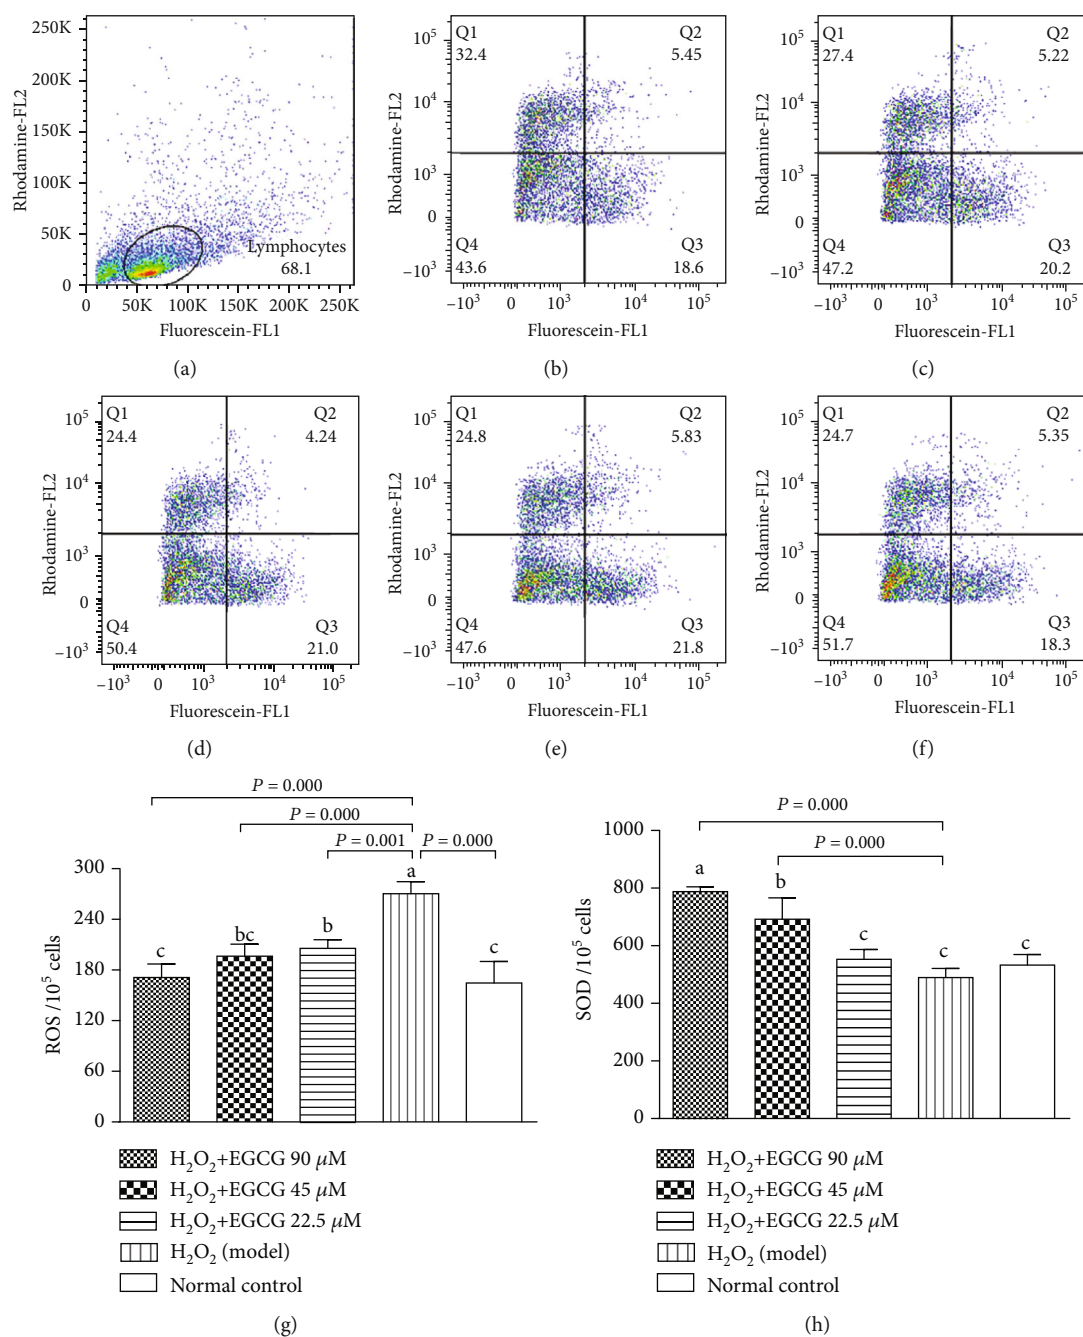 250K
200K
150K
100K
50K
0
Rhodamine-FL2
Lymphocytes
68.1
0 50K 100K 150K 200K 250K
Fluorescein-FL1
(a)
Q1
32.4
Q2
5.45
10⁵
10⁴
10³
0
−10³
Rhodamine-FL2
Q4
43.6
Q3
18.6
−10³ 0 10³ 10⁴ 10⁵
Fluorescein-FL1
(b)
Q1
27.4
Q2
5.22
10⁵
10⁴
10³
0
−10³
Rhodamine-FL2
Q4
47.2
Q3
20.2
−10³ 0 10³ 10⁴ 10⁵
Fluorescein-FL1
(c)
Q1
24.4
Q2
4.24
10⁵
10⁴
10³
0
−10³
Rhodamine-FL2
Q4
50.4
Q3
21.0
−10³ 0 10³ 10⁴ 10⁵
Fluorescein-FL1
(d)
Q1
24.8
Q2
5.83
10⁵
10⁴
10³
0
−10³
Rhodamine-FL2
Q4
47.6
Q3
21.8
−10³ 0 10³ 10⁴ 10⁵
Fluorescein-FL1
(e)
Q1
24.7
Q2
5.35
10⁵
10⁴
10³
0
−10³
Rhodamine-FL2
Q4
51.7
Q3
18.3
−10³ 0 10³ 10⁴ 10⁵
Fluorescein-FL1
(f)
P = 0.000
P = 0.000
P = 0.001 P = 0.000
300
240
180
120
60
0
ROS /10⁵ cells
c bc b a c
H₂O₂+EGCG 90 μM
H₂O₂+EGCG 45 μM
H₂O₂+EGCG 22.5 μM
H₂O₂ (model)
Normal control
(g)
P = 0.000
P = 0.000
1000
800
600
400
200
0
SOD /10⁵ cells
a b c c c
H₂O₂+EGCG 90 μM
H₂O₂+EGCG 45 μM
H₂O₂+EGCG 22.5 μM
H₂O₂ (model)
Normal control
(h)